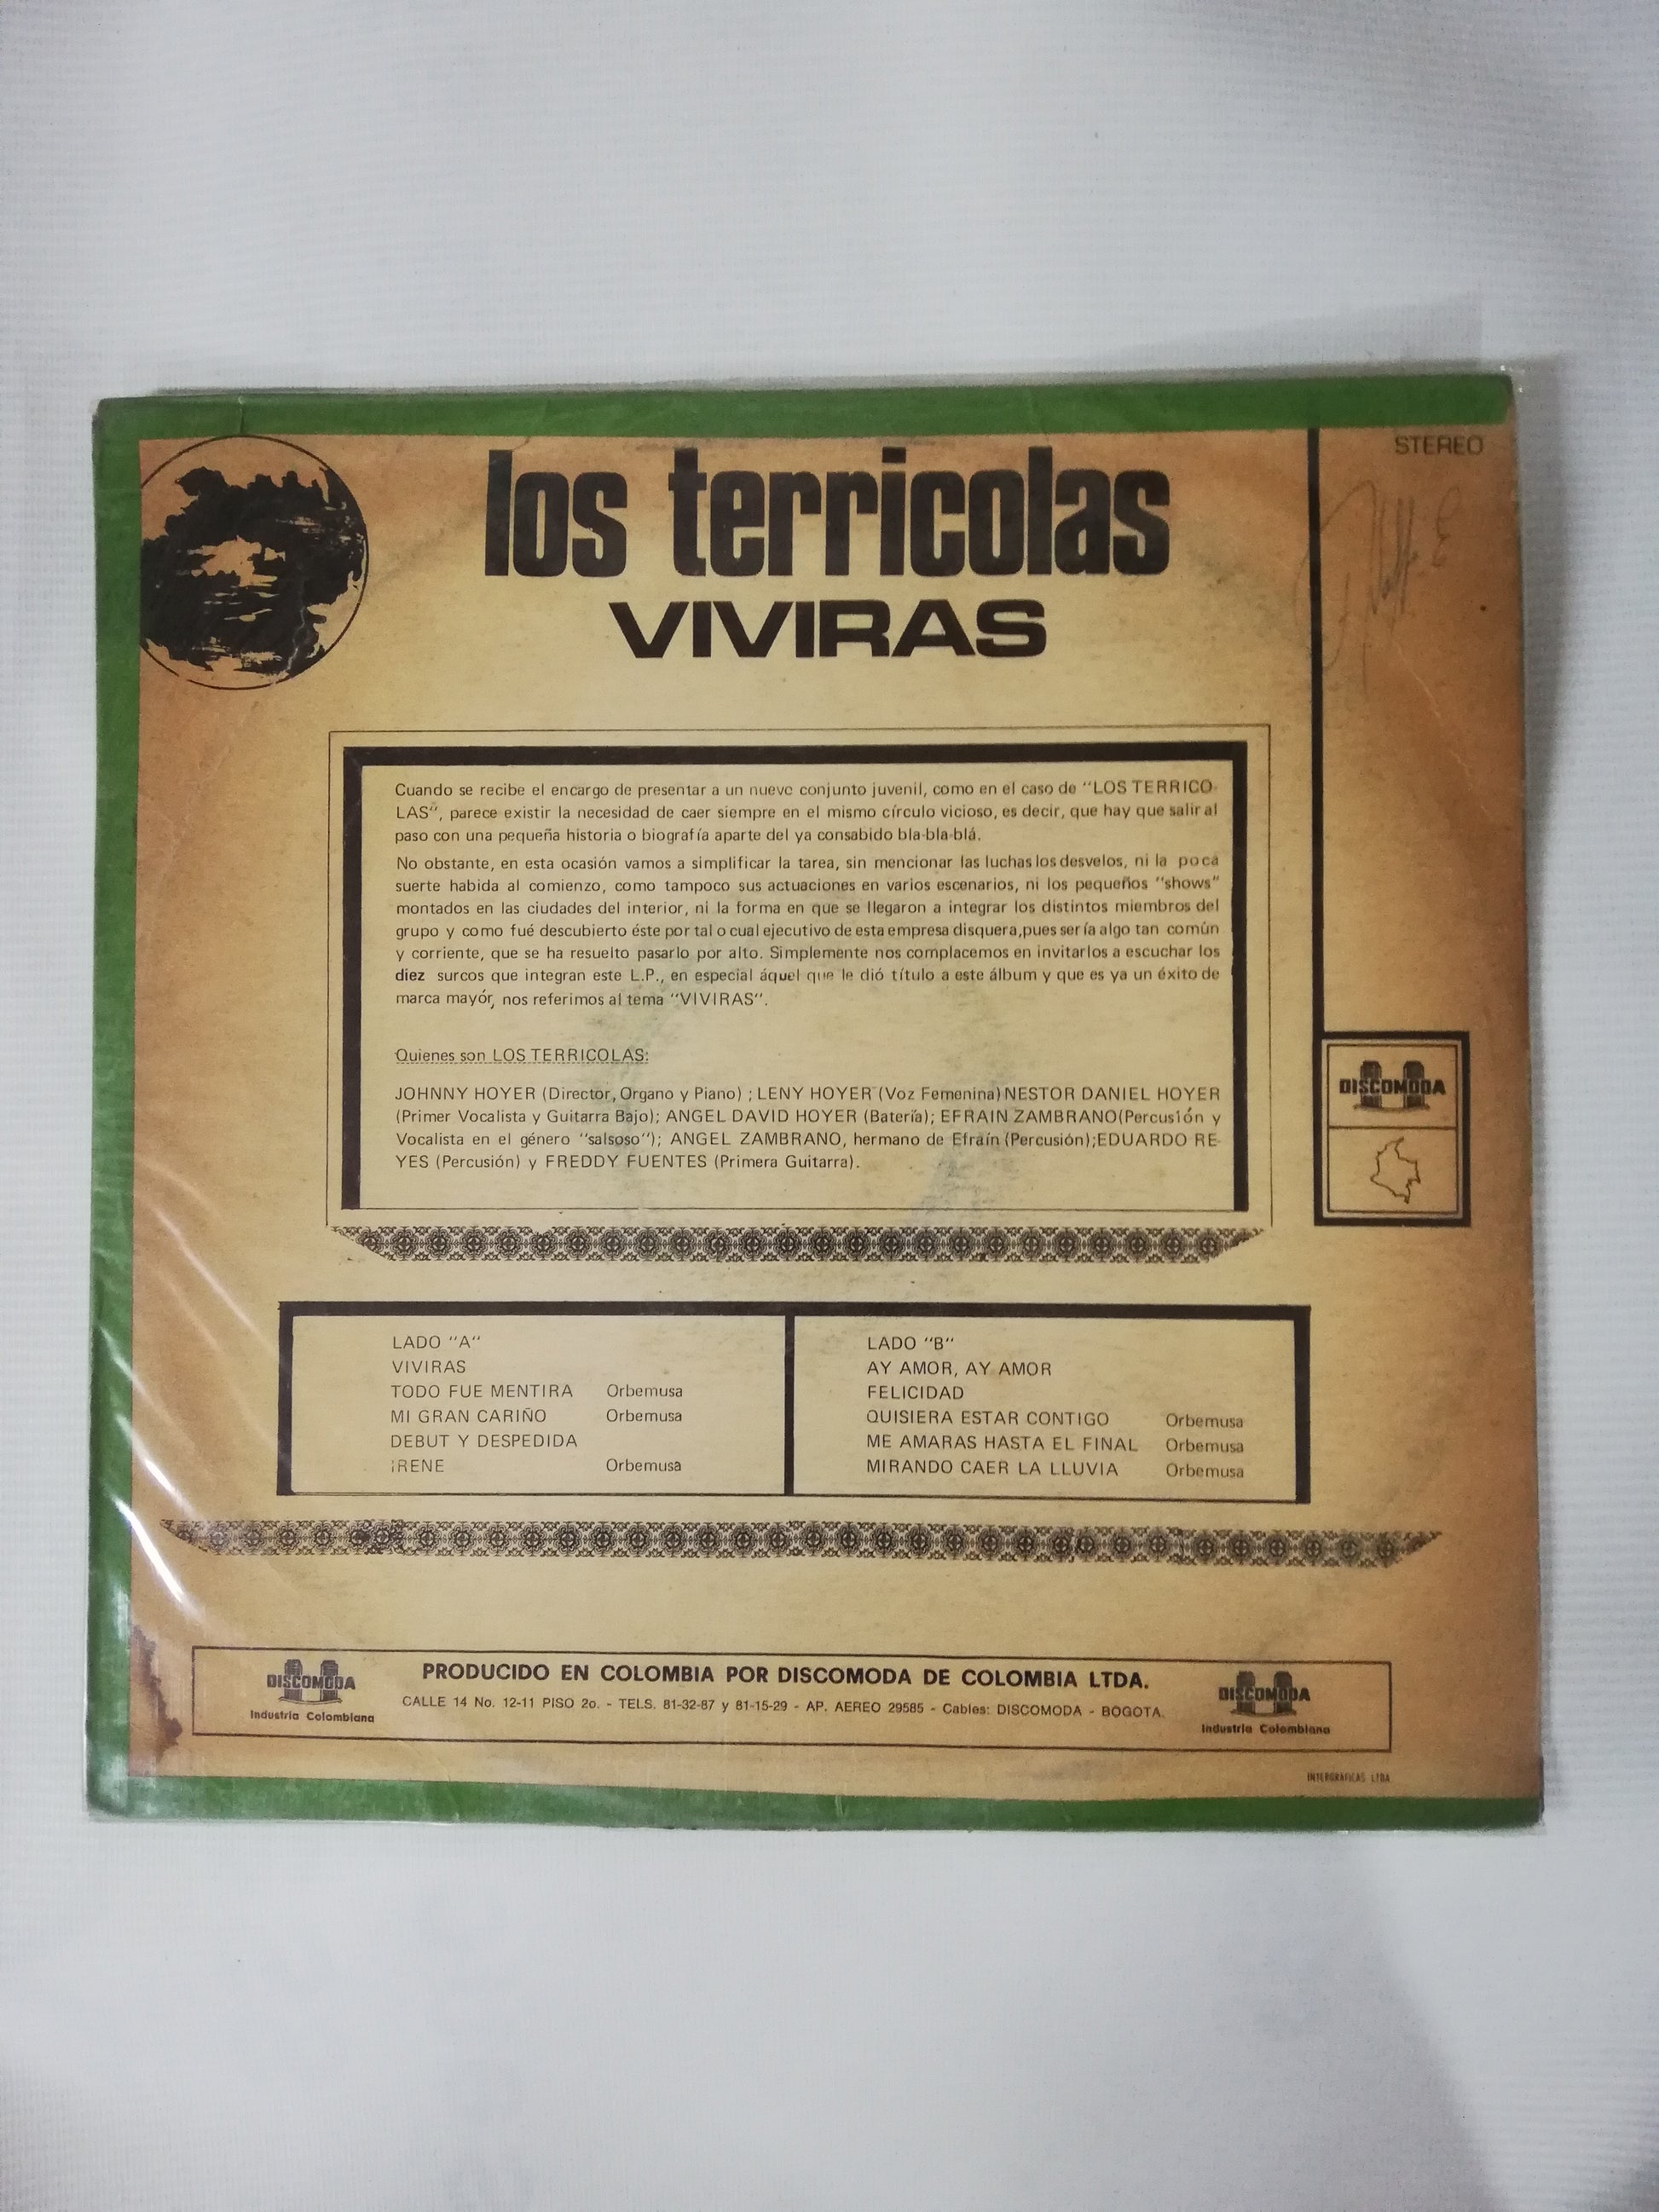 STEREO
los terricolas
VIVIRAS
Cuando se recibe el encargo de presentar a un nuevo conjunto juvenil, como en el caso de "LOS TERRICO-
LAS", parece existir la necesidad de caer siempre en el mismo círculo vicioso, es decir, que hay que salir al
paso con una pequeña historia o biografía aparte del ya consabido bla-bla-blá.
No obstante, en esta ocasión vamos a simplificar la tarea, sin mencionar las luchas los desvelos, ni la poca
suerte habida al comienzo, como tampoco sus actuaciones en varios escenarios, ni los pequeños "shows"
montados en las ciudades del interior, ni la forma en que se llegaron a integrar los distintos miembros del
grupo y como fué descubierto éste por tal o cual ejecutivo de esta empresa disquera, pues sería algo tan común
y corriente, que se ha resuelto pasarlo por alto. Simplemente nos complacemos en invitarlos a escuchar los
diez surcos que integran este L.P., en especial áquel que le dió título a este álbum y que es ya un éxito de
marca mayór, nos referimos al tema "VIVIRAS".
Quienes son LOS TERRICOLAS:
JOHNNY HOYER (Director, Organo y Piano) ; LENY HOYER (Voz Femenina) NESTOR DANIEL HOYER
(Primer Vocalista y Guitarra Bajo); ANGEL DAVID HOYER (Batería); EFRAIN ZAMBRANO(Percusión y
Vocalista en el género "salsoso"); ANGEL ZAMBRANO, hermano de Efraín (Percusión);EDUARDO RE-
YES (Percusión) y FREDDY FUENTES (Primera Guitarra).
DISCOMODA
LADO "A"
VIVIRAS
TODO FUE MENTIRA Orbemusa
MI GRAN CARIÑO Orbemusa
DEBUT Y DESPEDIDA
IRENE Orbemusa
LADO "B"
AY AMOR, AY AMOR
FELICIDAD
QUISIERA ESTAR CONTIGO Orbemusa
ME AMARAS HASTA EL FINAL Orbemusa
MIRANDO CAER LA LLUVIA Orbemusa
DISCOMODA
Industria Colombiana
PRODUCIDO EN COLOMBIA POR DISCOMODA DE COLOMBIA LTDA.
CALLE 14 No. 12-11 PISO 2o. - TELS. 81-32-87 y 81-15-29 - AP. AEREO 29585 - Cables: DISCOMODA - BOGOTA.
DISCOMODA
Industria Colombiana
INTERGRAFICAS LTDA